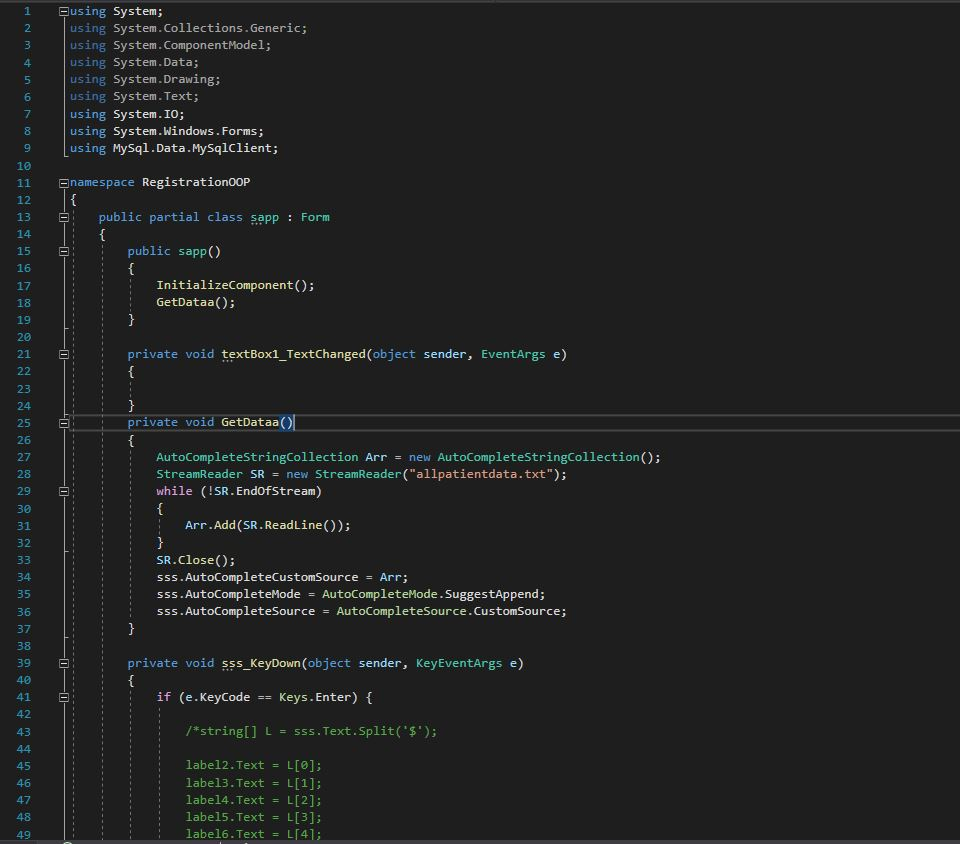 1 using System;
2 using System.Collections.Generic;
3 using System.ComponentModel;
4 using System.Data;
5 using System.Drawing;
6 using System.Text;
7 using System.IO;
8 using System.Windows.Forms;
9 using MySql.Data.MySqlClient;
10
11 namespace RegistrationOOP
12 {
13 public partial class sapp : Form
14 {
15 public sapp()
16 {
17 InitializeComponent();
18 GetDataa();
19 }
20
21 private void textBox1_TextChanged(object sender, EventArgs e)
22 {
23
24 }
25 private void GetDataa()
26 {
27 AutoCompleteStringCollection Arr = new AutoCompleteStringCollection();
28 StreamReader SR = new StreamReader("allpatientdata.txt");
29 while (!SR.EndOfStream)
30 {
31 Arr.Add(SR.ReadLine());
32 }
33 SR.Close();
34 sss.AutoCompleteCustomSource = Arr;
35 sss.AutoCompleteMode = AutoCompleteMode.SuggestAppend;
36 sss.AutoCompleteSource = AutoCompleteSource.CustomSource;
37 }
38
39 private void sss_KeyDown(object sender, KeyEventArgs e)
40 {
41 if (e.KeyCode == Keys.Enter) {
42
43 /*string[] L = sss.Text.Split('$');
44
45 label2.Text = L[0];
46 label3.Text = L[1];
47 label4.Text = L[2];
48 label5.Text = L[3];
49 label6.Text = L[4];